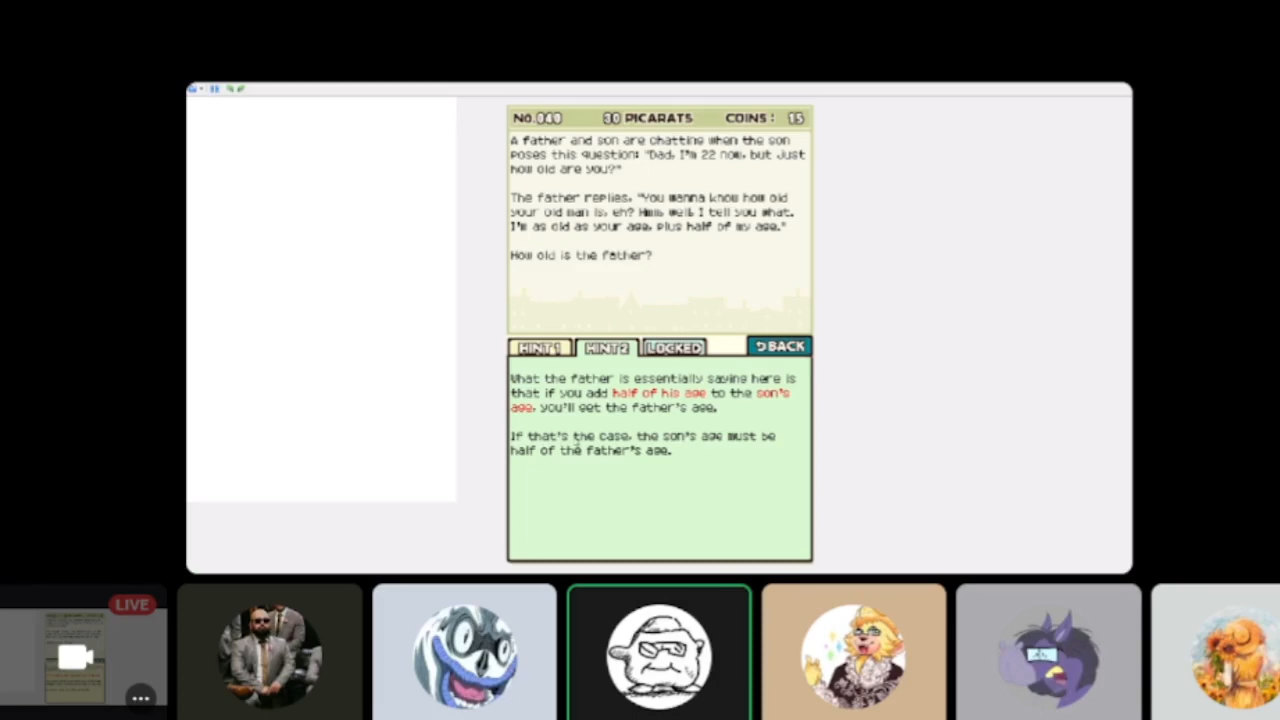 NO.040 30 PICARATS COINS: 15
A father and son are chatting when the son
poses this question: "Dad, I'm 22 now, but just
how old are you?"
The father replies, "You wanna know how old
your old man is, eh? Hmm, well, I tell you what.
I'm as old as your age, plus half of my age."
How old is the father?
HINT 1 HINT 2 LOCKED BACK
What the father is essentially saying here is
that if you add half of his age to the son's
age, you'll get the father's age.
If that's the case, the son's age must be
half of the father's age.
LIVE